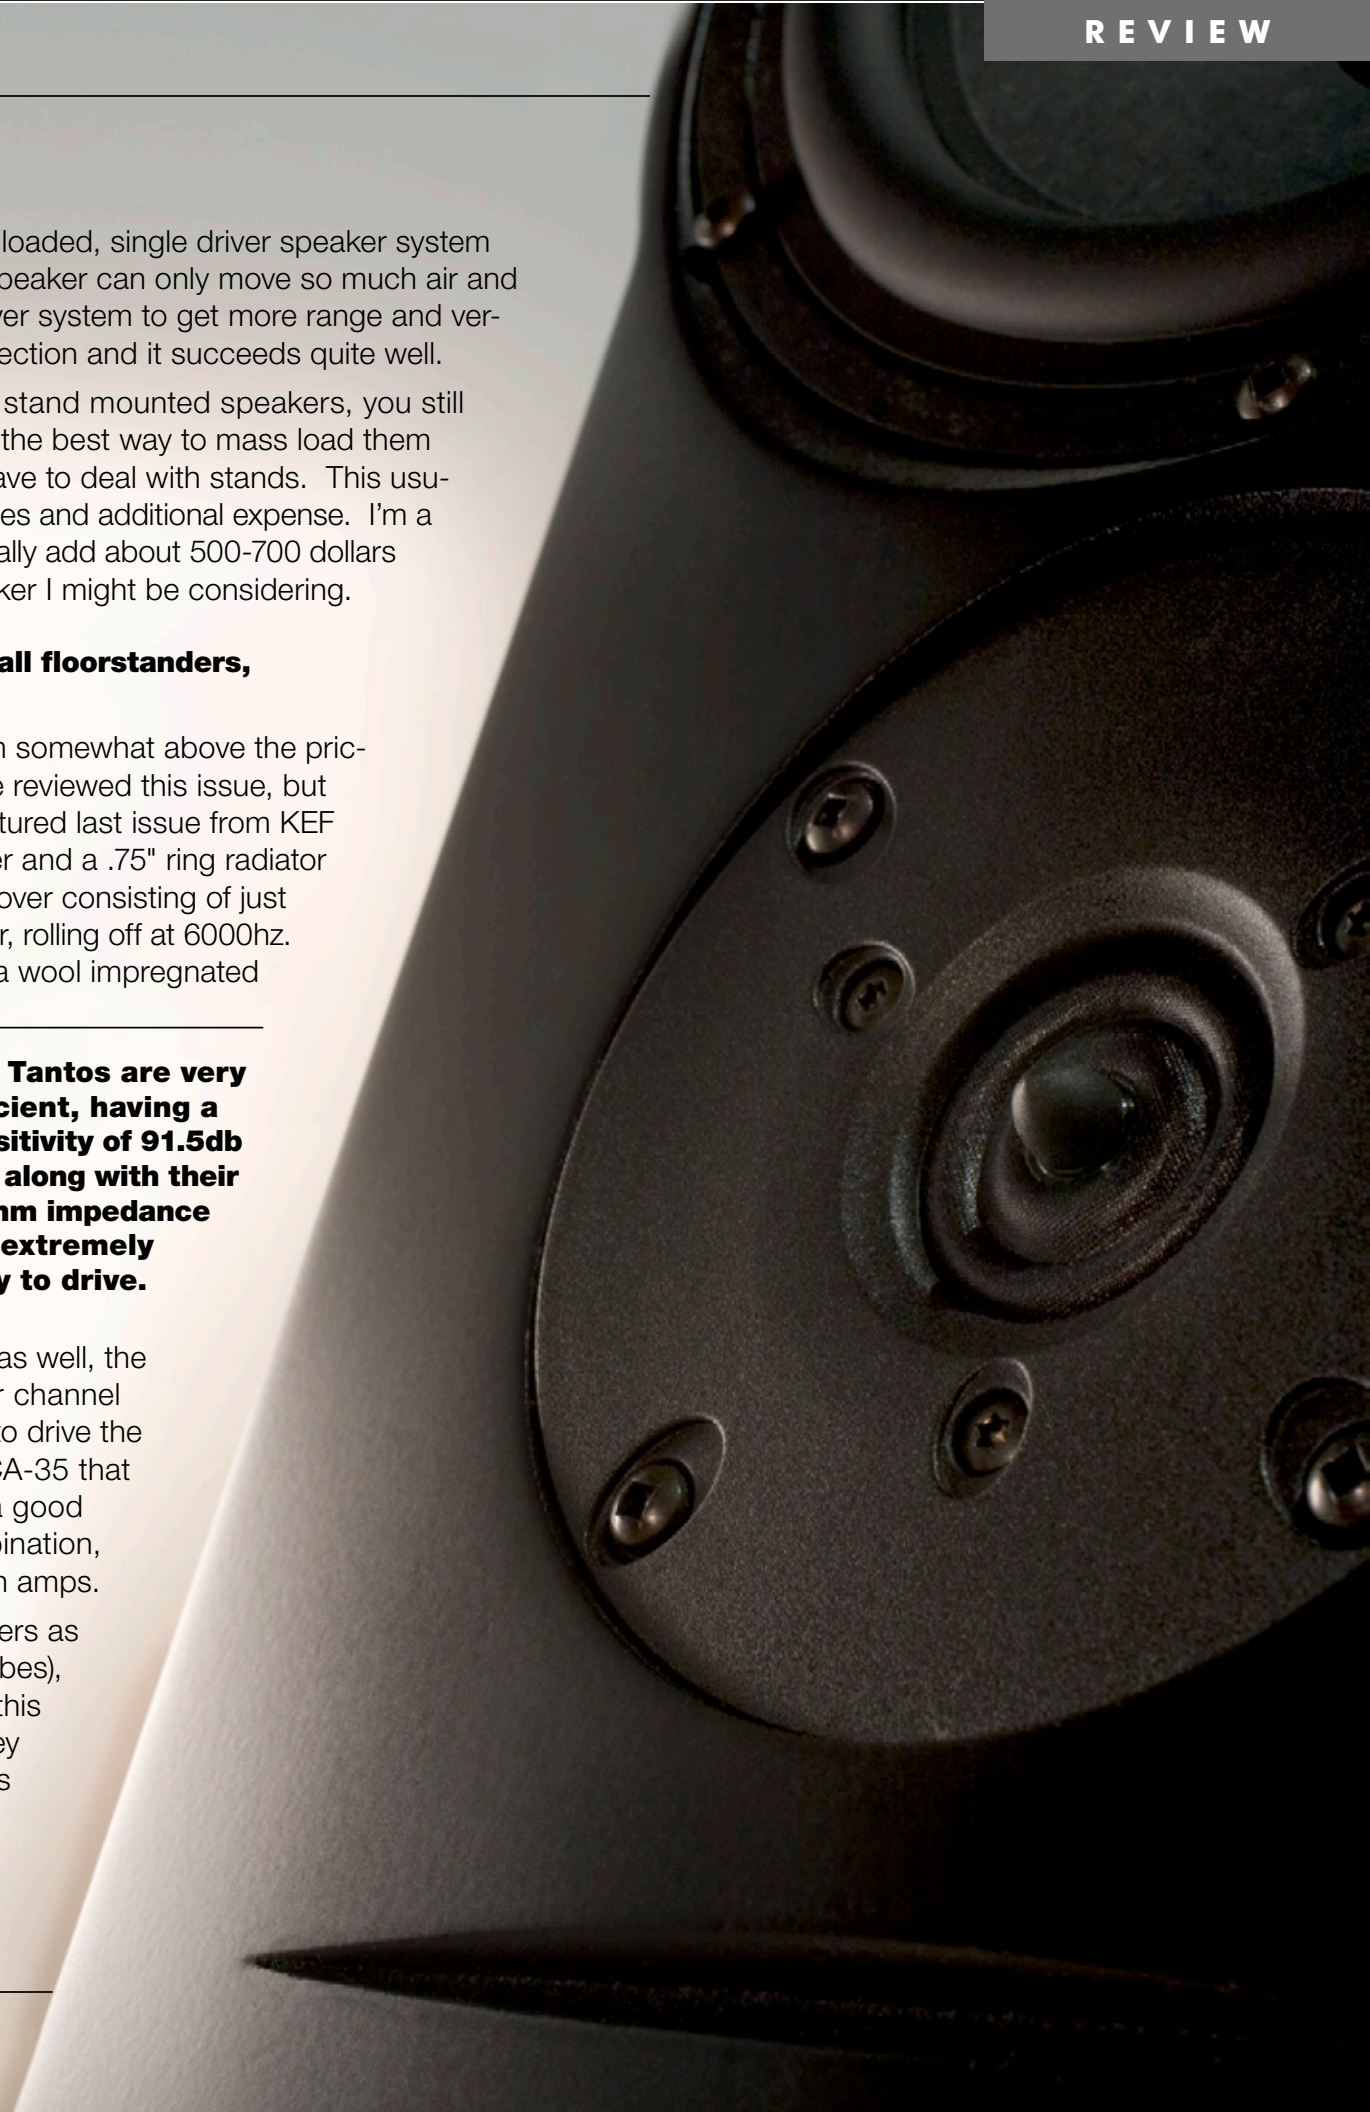 REVIEW
loaded, single driver speaker system
peaker can only move so much air and
ver system to get more range and ver-
ection and it succeeds quite well.
stand mounted speakers, you still
the best way to mass load them
ave to deal with stands.  This usu-
es and additional expense.  I'm a
ally add about 500-700 dollars
ker I might be considering.
all floorstanders,
n somewhat above the pric-
e reviewed this issue, but
tured last issue from KEF
er and a .75" ring radiator
over consisting of just
r, rolling off at 6000hz.
a wool impregnated
Tantos are very
cient, having a
sitivity of 91.5db
along with their
hm impedance
extremely
y to drive.
as well, the
r channel
to drive the
CA-35 that
a good
bination,
n amps.
ers as
bes),
this
ey
s